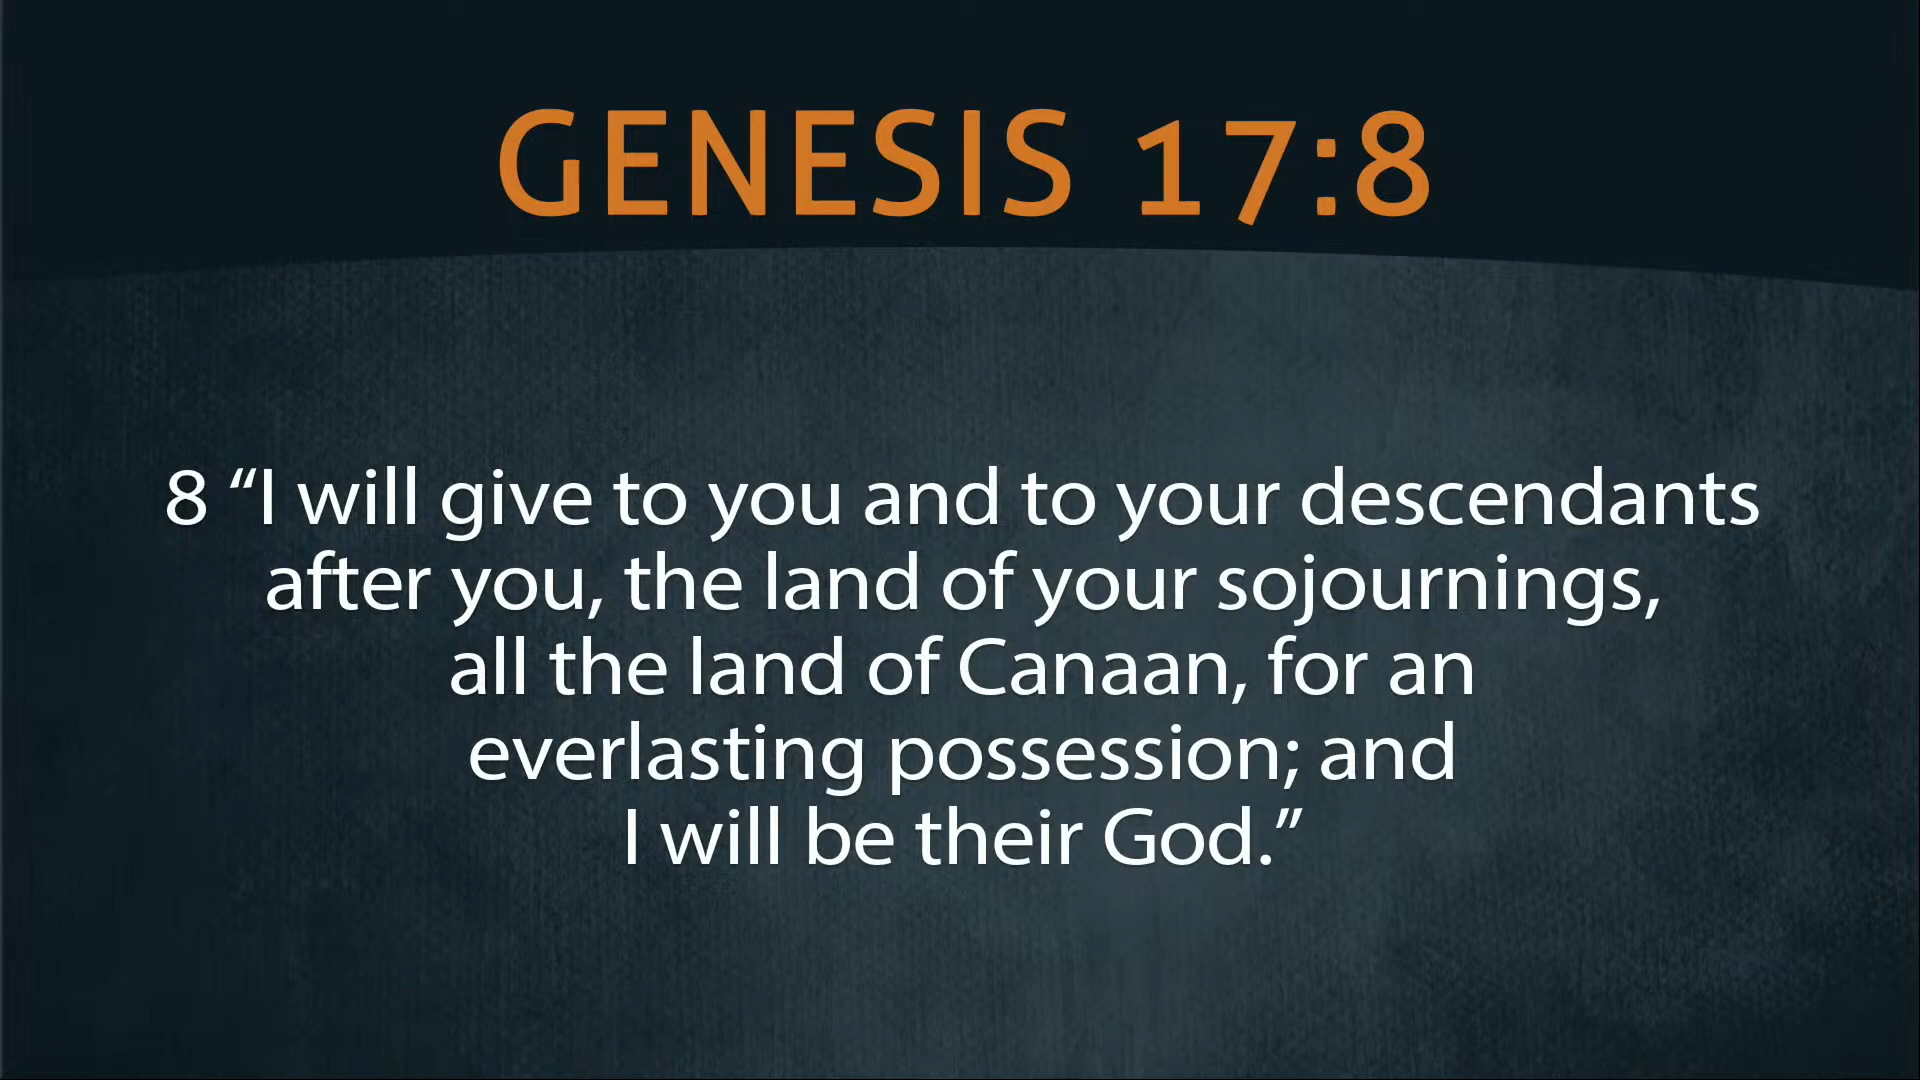 GENESIS 17:8
8 “I will give to you and to your descendants
after you, the land of your sojournings,
all the land of Canaan, for an
everlasting possession; and
I will be their God.”